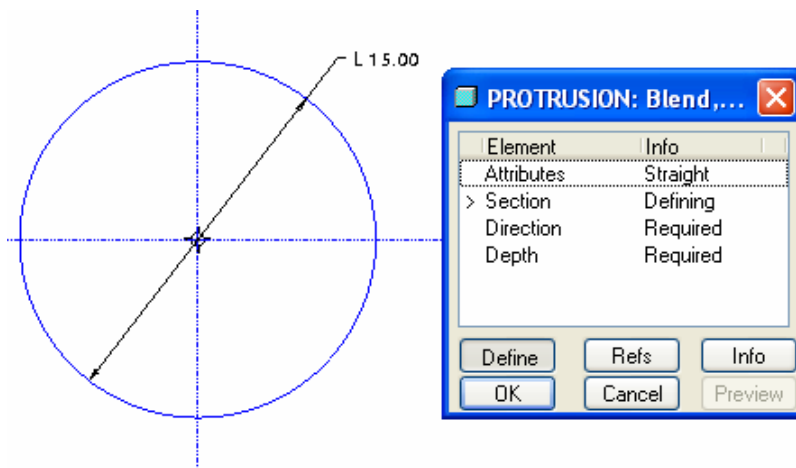 L 15.00
PROTRUSION: Blend,...
Element Info
Attributes Straight
> Section Defining
Direction Required
Depth Required
Define Refs Info
OK Cancel Preview